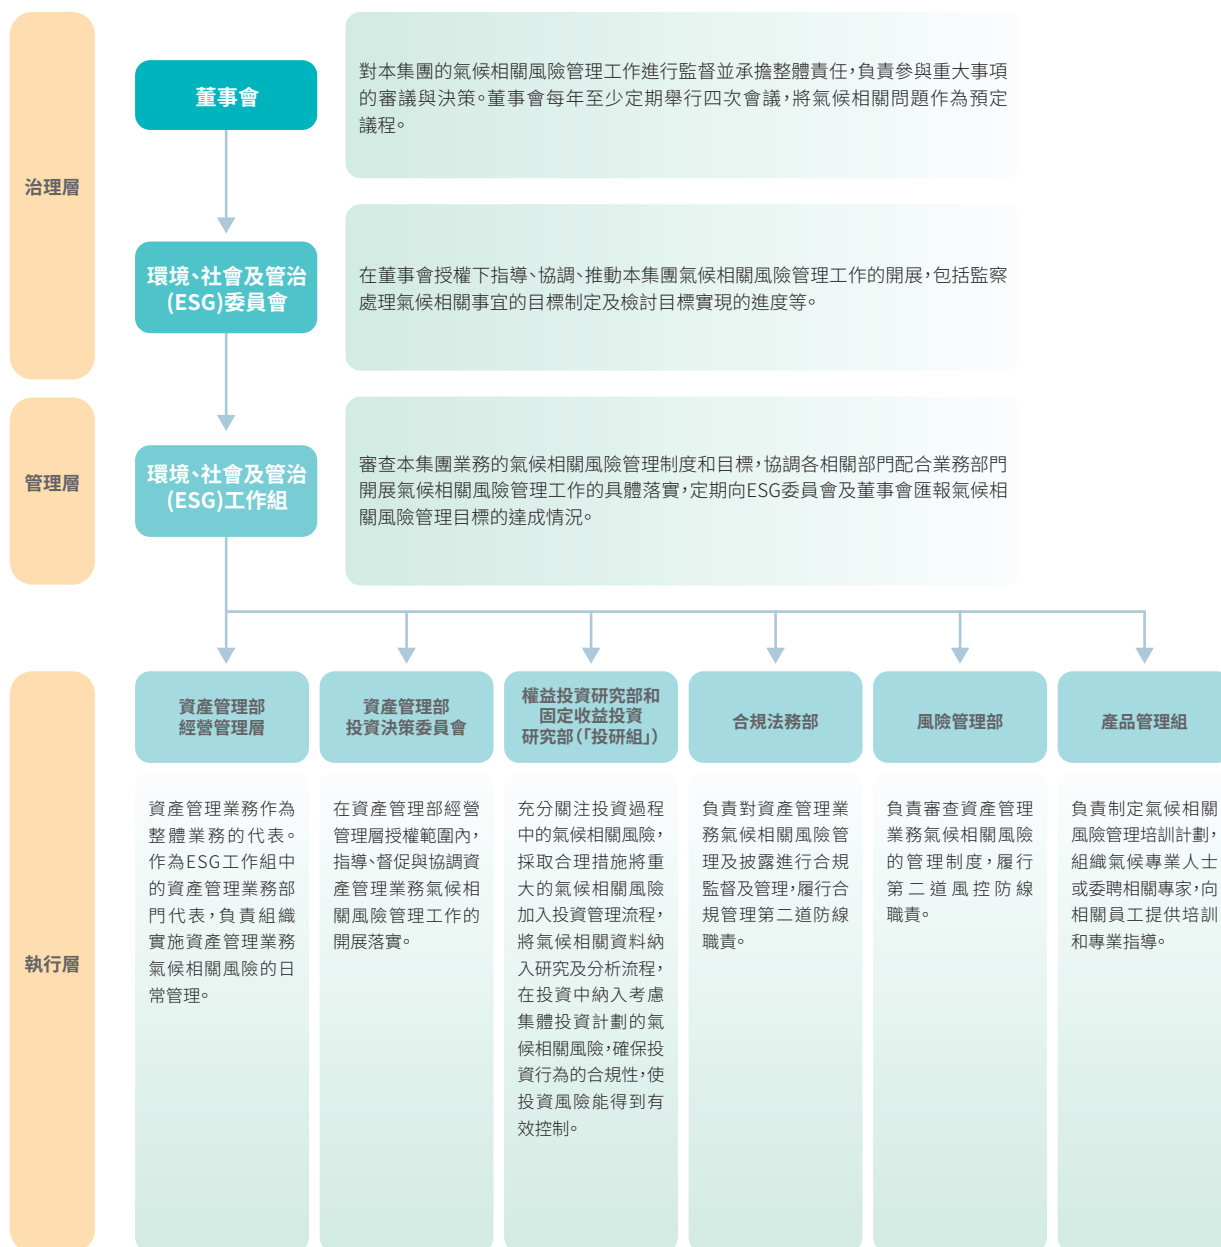 治理層
董事會
對本集團的氣候相關風險管理工作進行監督並承擔整體責任，負責參與重大事項
的審議與決策。董事會每年至少定期舉行四次會議，將氣候相關問題作為預定
議程。
環境、社會及管治
(ESG)委員會
在董事會授權下指導、協調、推動本集團氣候相關風險管理工作的開展，包括監察
處理氣候相關事宜的目標制定及檢討目標實現的進度等。
管理層
環境、社會及管治
(ESG)工作組
審查本集團業務的氣候相關風險管理制度和目標，協調各相關部門配合業務部門
開展氣候相關風險管理工作的具體落實，定期向ESG委員會及董事會匯報氣候相
關風險管理目標的達成情況。
執行層
資產管理部
經營管理層
資產管理業務作為
整體業務的代表。
作為ESG工作組中
的資產管理業務部
門代表，負責組織
實施資產管理業務
氣候相關風險的日
常管理。
資產管理部
投資決策委員會
在資產管理部經營
管理層授權範圍內，
指導、督促與協調資
產管理業務氣候相
關風險管理工作的
開展落實。
權益投資研究部和
固定收益投資
研究部（「投研組」）
充分關注投資過程
中的氣候相關風險，
採取合理措施將重
大的氣候相關風險
加入投資管理流程，
將氣候相關資料納
入研究及分析流程，
在投資中納入考慮
集體投資計劃的氣
候相關風險，確保投
資行為的合規性，使
投資風險能得到有
效控制。
合規法務部
負責對資產管理業
務氣候相關風險管
理及披露進行合規
監督及管理，履行合
規管理第二道防線
職責。
風險管理部
負責審查資產管理
業務氣候相關風險
的管理制度，履行
第二道風控防線
職責。
產品管理組
負責制定氣候相關
風險管理培訓計劃，
組織氣候專業人士
或委聘相關專家，向
相關員工提供培訓
和專業指導。